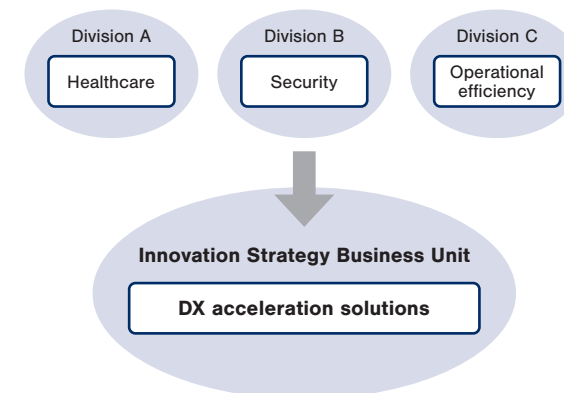 Division A
Healthcare
Division B
Security
Division C
Operational
efficiency
Innovation Strategy Business Unit
DX acceleration solutions